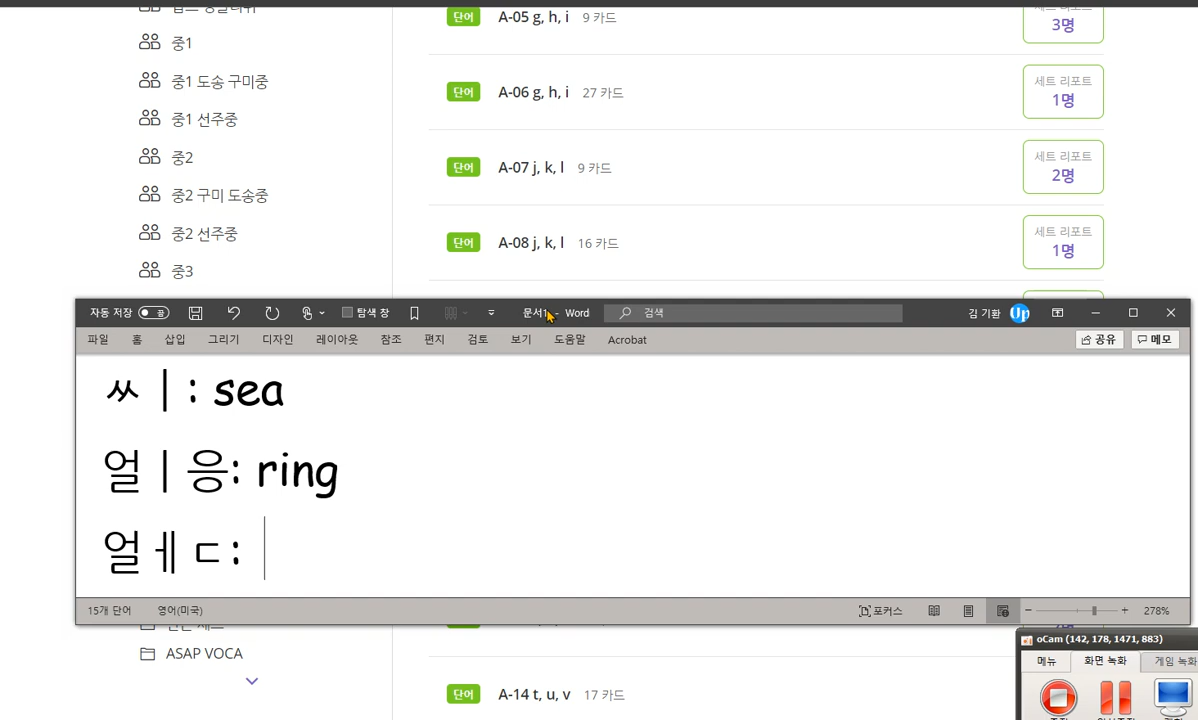 중1
단어 A-05 g, h, i 9 카드
3명
중1 도송 구미중
단어 A-06 g, h, i 27 카드
세트 리포트
1명
중1 선주중
중2
단어 A-07 j, k, l 9 카드
세트 리포트
2명
중2 구미 도송중
중2 선주중
단어 A-08 j, k, l 16 카드
세트 리포트
1명
중3
자동 저장 끔 탐색 창 문서1 - Word 검색 김 기환 Up
파일 홈 삽입 그리기 디자인 레이아웃 참조 편지 검토 보기 도움말 Acrobat 공유 메모
ㅆㅣ: sea
얼ㅣ응: ring
얼ㅔㄷ:
15개 단어 영어(미국) 포커스 278%
ASAP VOCA
단어 A-14 t, u, v 17 카드
oCam (142, 178, 1471, 883)
메뉴 화면 녹화 게임 녹화